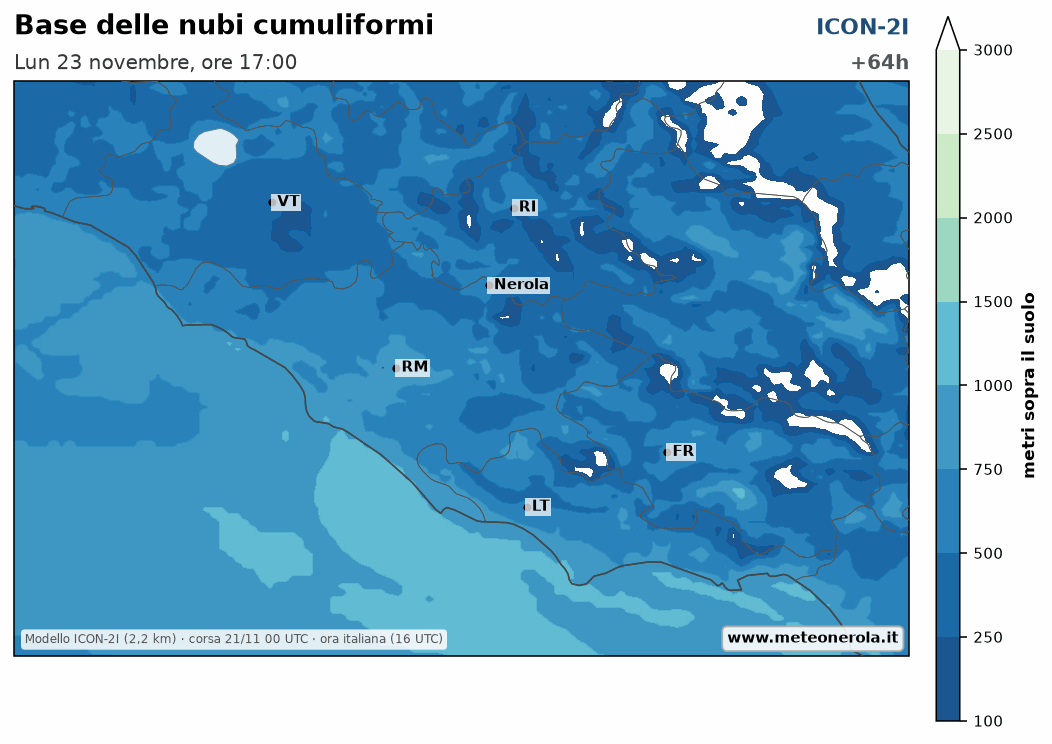 Base delle nubi cumuliformi
ICON-2I
Lun 23 novembre, ore 17:00
+64h
3000
2500
2000
1500
1000
750
500
250
100
metri sopra il suolo
VT
RI
Nerola
RM
FR
LT
Modello ICON-2I (2,2 km) · corsa 21/11 00 UTC · ora italiana (16 UTC)
www.meteonerola.it